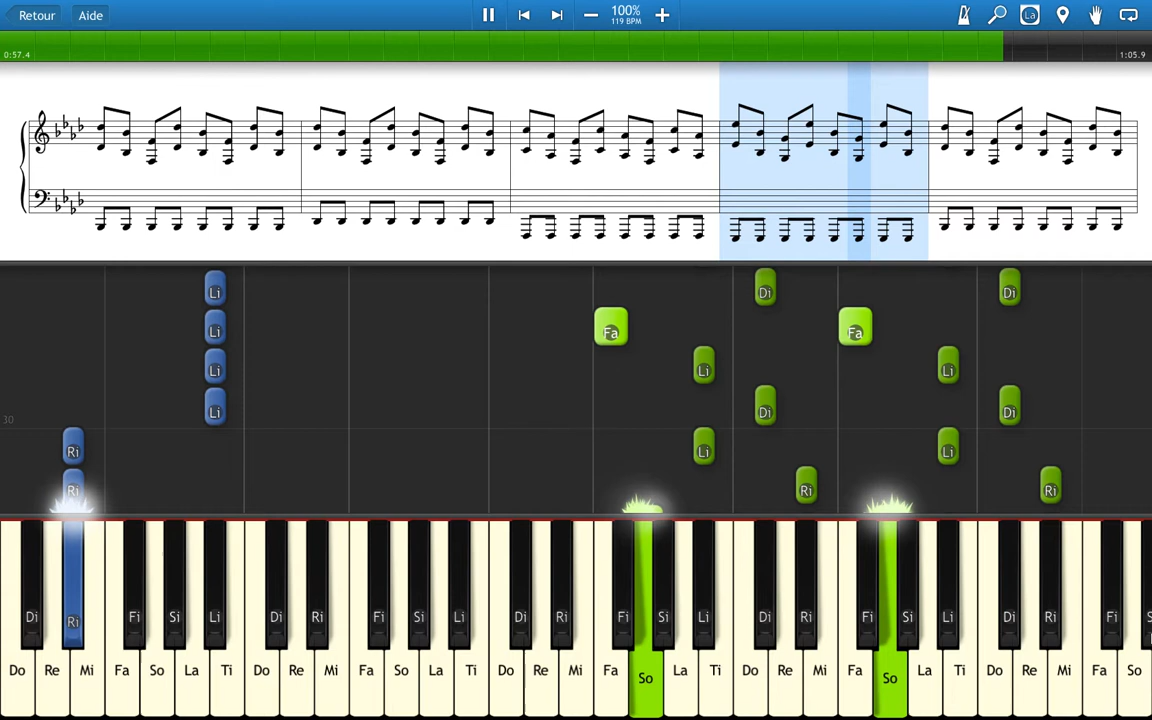 Retour Aide 100%
119 BPM La
0:57.4 1:05.9
Li Di Di
Li Fa Fa
Li Li Li
Li Di Di
30
Ri Li Li
Ri Ri Ri
Di Ri Fi Si Li Di Ri Fi Si Li Di Ri Fi Si Li Di Ri Fi Si Li Di Ri Fi S
Do Re Mi Fa So La Ti Do Re Mi Fa So La Ti Do Re Mi Fa So La Ti Do Re Mi Fa So La Ti Do Re Mi Fa So